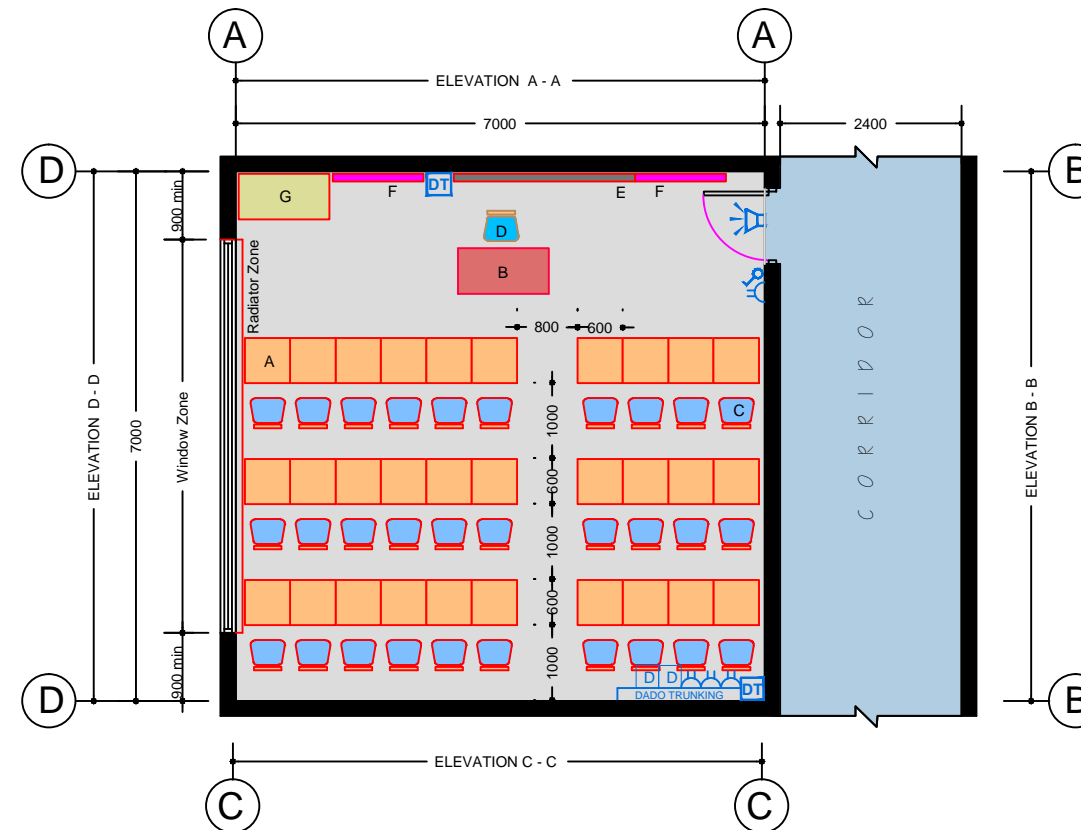 A
A
ELEVATION A - A
7000
2400
D
B
F
DT
E
F
G
900 min
D
B
Radiator Zone
800
600
A
C
1000
600
1000
600
1000
ELEVATION D - D
7000
Window Zone
900 min
CORRIDOR
ELEVATION B - B
D
D
DADO TRUNKING
DT
D
B
ELEVATION C - C
C
C